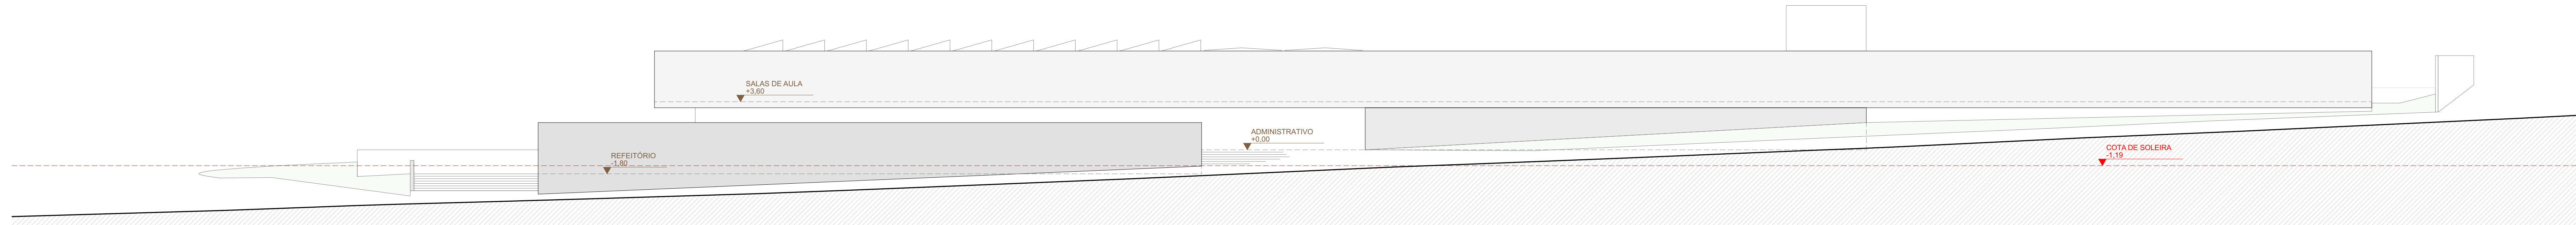 SALAS DE AULA
+3,60
ADMINISTRATIVO
+0,00
REFEITÓRIO
-1,80
COTA DE SOLEIRA
-1,19